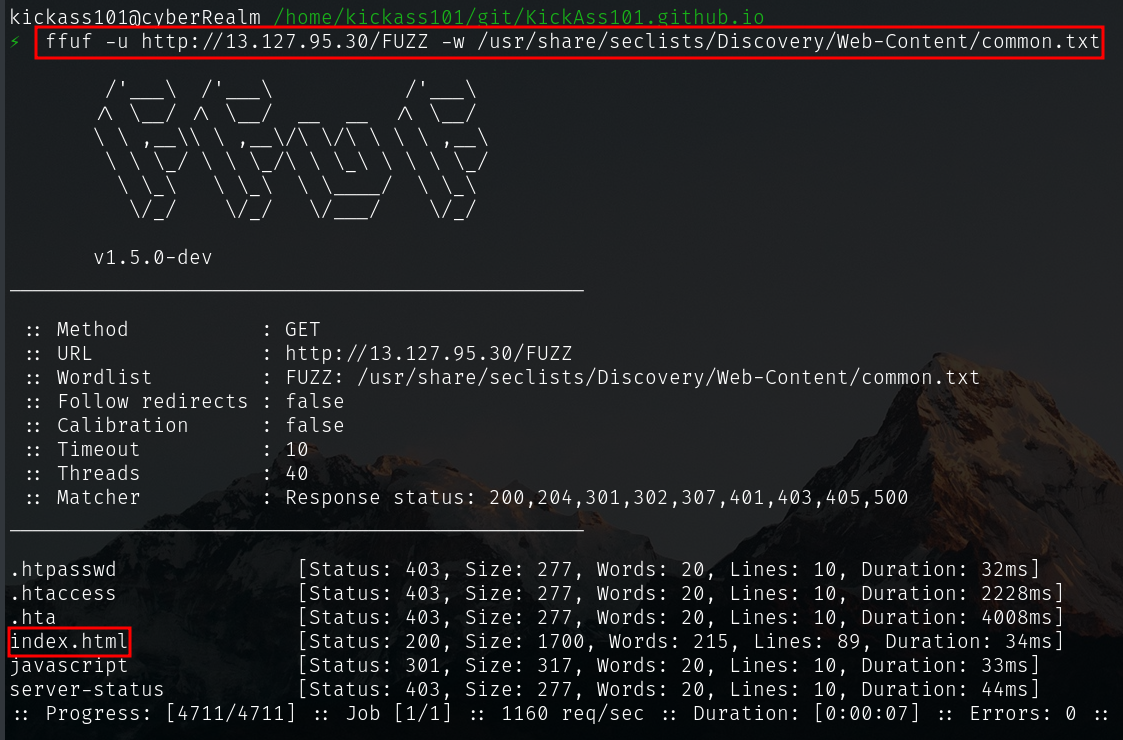 kickass101@cyberRealm /home/kickass101/git/KickAss101.github.io
⚡ ffuf -u http://13.127.95.30/FUZZ -w /usr/share/seclists/Discovery/Web-Content/common.txt
v1.5.0-dev
:: Method : GET
:: URL : http://13.127.95.30/FUZZ
:: Wordlist : FUZZ: /usr/share/seclists/Discovery/Web-Content/common.txt
:: Follow redirects : false
:: Calibration : false
:: Timeout : 10
:: Threads : 40
:: Matcher : Response status: 200,204,301,302,307,401,403,405,500
.htpasswd [Status: 403, Size: 277, Words: 20, Lines: 10, Duration: 32ms]
.htaccess [Status: 403, Size: 277, Words: 20, Lines: 10, Duration: 2228ms]
.hta [Status: 403, Size: 277, Words: 20, Lines: 10, Duration: 4008ms]
index.html [Status: 200, Size: 1700, Words: 215, Lines: 89, Duration: 34ms]
javascript [Status: 301, Size: 317, Words: 20, Lines: 10, Duration: 33ms]
server-status [Status: 403, Size: 277, Words: 20, Lines: 10, Duration: 44ms]
:: Progress: [4711/4711] :: Job [1/1] :: 1160 req/sec :: Duration: [0:00:07] :: Errors: 0 ::